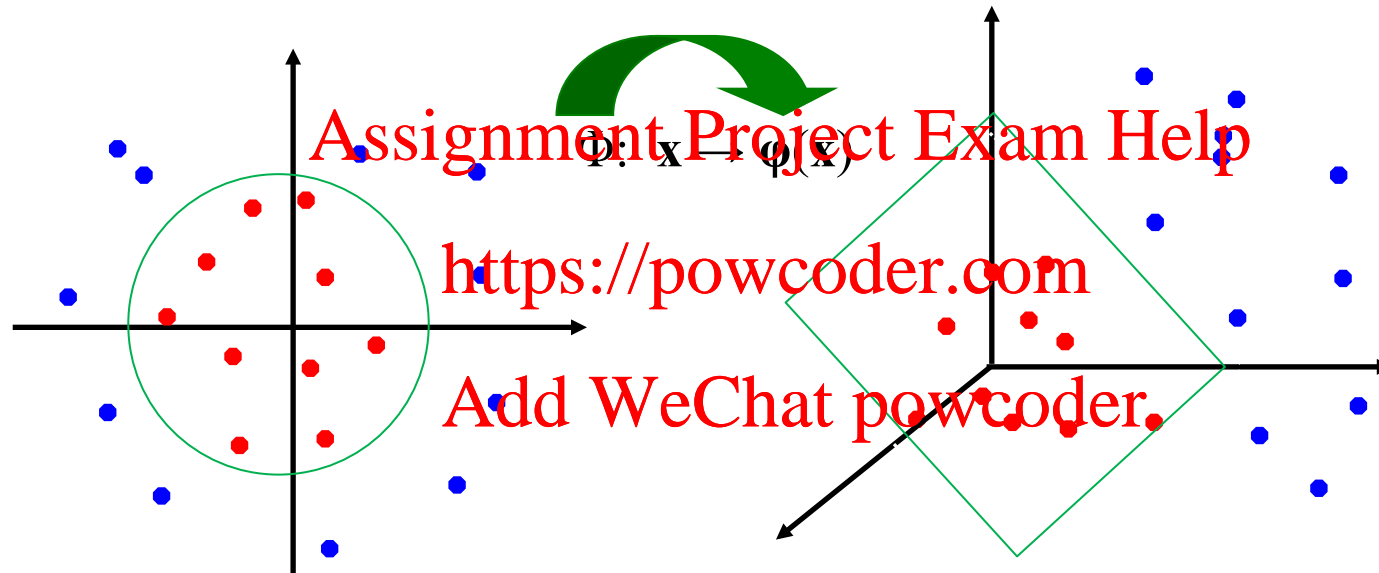 Assignment Project Exam Help
Φ: x → φ(x)
https://powcoder.com
Add WeChat powcoder